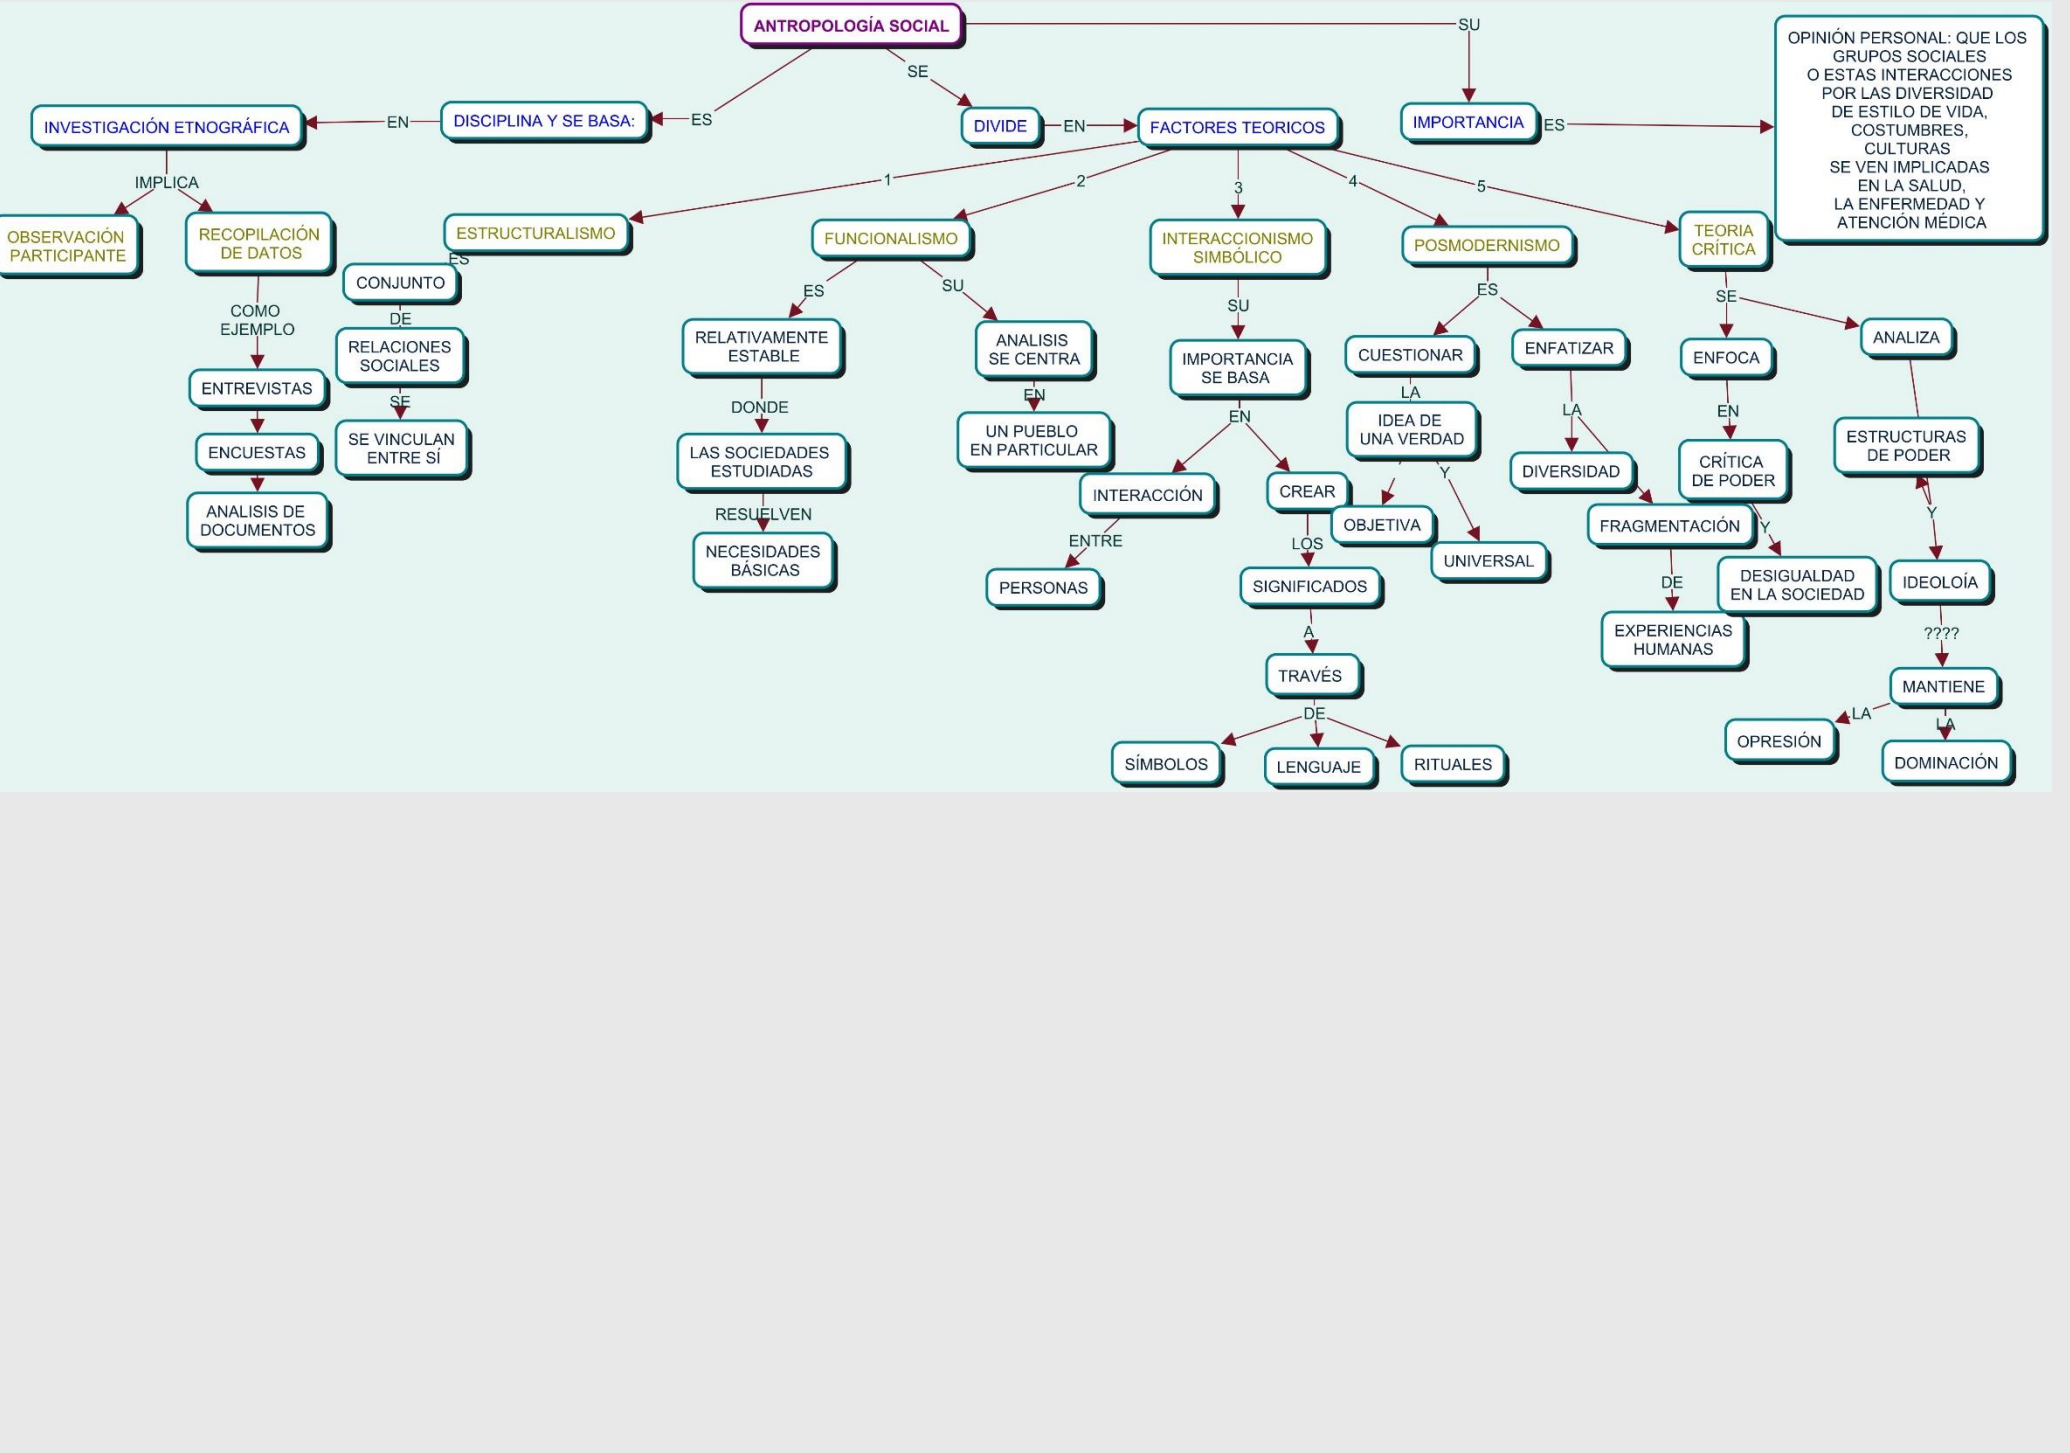 ANTROPOLOGÍA SOCIAL
SU
OPINIÓN PERSONAL: QUE LOS
GRUPOS SOCIALES
O ESTAS INTERACCIONES
POR LAS DIVERSIDAD
DE ESTILO DE VIDA,
COSTUMBRES,
CULTURAS
SE VEN IMPLICADAS
EN LA SALUD,
LA ENFERMEDAD Y
ATENCIÓN MÉDICA
SE
INVESTIGACIÓN ETNOGRÁFICA
EN
DISCIPLINA Y SE BASA:
ES
DIVIDE
EN
FACTORES TEORICOS
IMPORTANCIA
ES
IMPLICA
1
2
3
4
5
OBSERVACIÓN
PARTICIPANTE
RECOPILACIÓN
DE DATOS
ESTRUCTURALISMO
FUNCIONALISMO
INTERACCIONISMO
SIMBÓLICO
POSMODERNISMO
TEORIA
CRÍTICA
COMO
EJEMPLO
ENTREVISTAS
ENCUESTAS
ANALISIS DE
DOCUMENTOS
ES
CONJUNTO
DE
RELACIONES
SOCIALES
SE
SE VINCULAN
ENTRE SÍ
ES
RELATIVAMENTE
ESTABLE
DONDE
LAS SOCIEDADES
ESTUDIADAS
RESUELVEN
NECESIDADES
BÁSICAS
SU
ANALISIS
SE CENTRA
EN
UN PUEBLO
EN PARTICULAR
SU
IMPORTANCIA
SE BASA
EN
INTERACCIÓN
ENTRE
PERSONAS
CREAR
LOS
SIGNIFICADOS
A
TRAVÉS
DE
SÍMBOLOS
LENGUAJE
RITUALES
ES
CUESTIONAR
LA
IDEA DE
UNA VERDAD
Y
OBJETIVA
UNIVERSAL
ENFATIZAR
LA
DIVERSIDAD
FRAGMENTACIÓN
DE
EXPERIENCIAS
HUMANAS
SE
ENFOCA
EN
CRÍTICA
DE PODER
Y
DESIGUALDAD
EN LA SOCIEDAD
ANALIZA
ESTRUCTURAS
DE PODER
Y
IDEOLOÍA
????
MANTIENE
LA
OPRESIÓN
LA
DOMINACIÓN